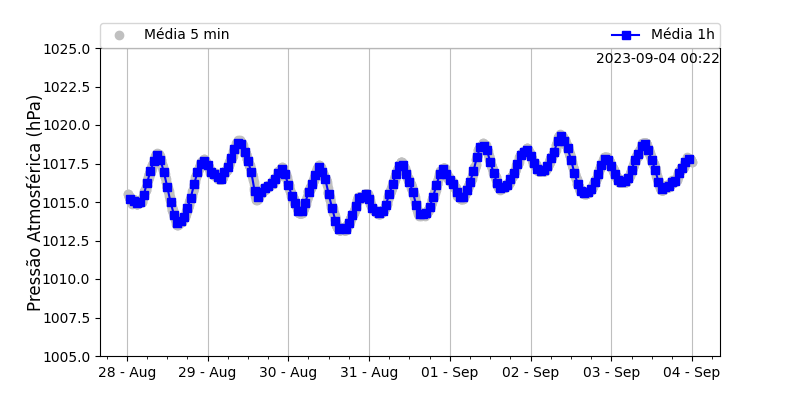 Média 5 min
Média 1h
2023-09-04 00:22
Pressão Atmosférica (hPa)
1025.0
1022.5
1020.0
1017.5
1015.0
1012.5
1010.0
1007.5
1005.0
28 - Aug
29 - Aug
30 - Aug
31 - Aug
01 - Sep
02 - Sep
03 - Sep
04 - Sep